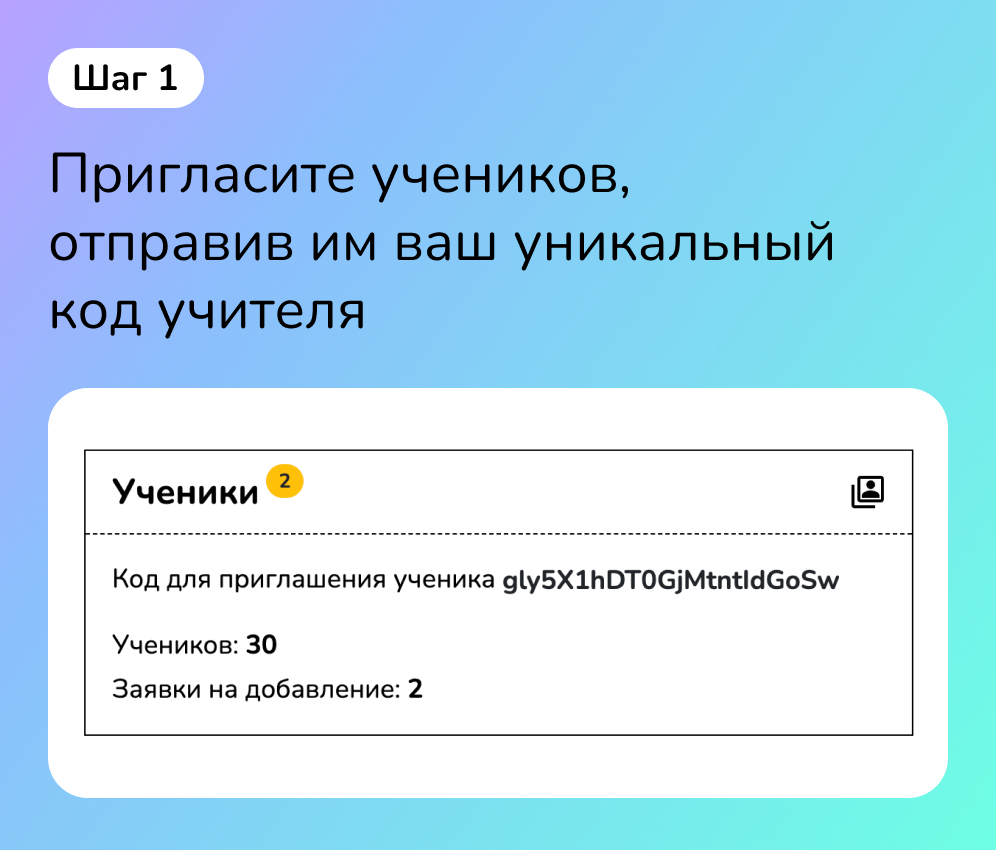 Шаг 1
Пригласите учеников,
отправив им ваш уникальный
код учителя
Ученики 2
Код для приглашения ученика gly5X1hDT0GjMtntIdGoSw
Учеников: 30
Заявки на добавление: 2